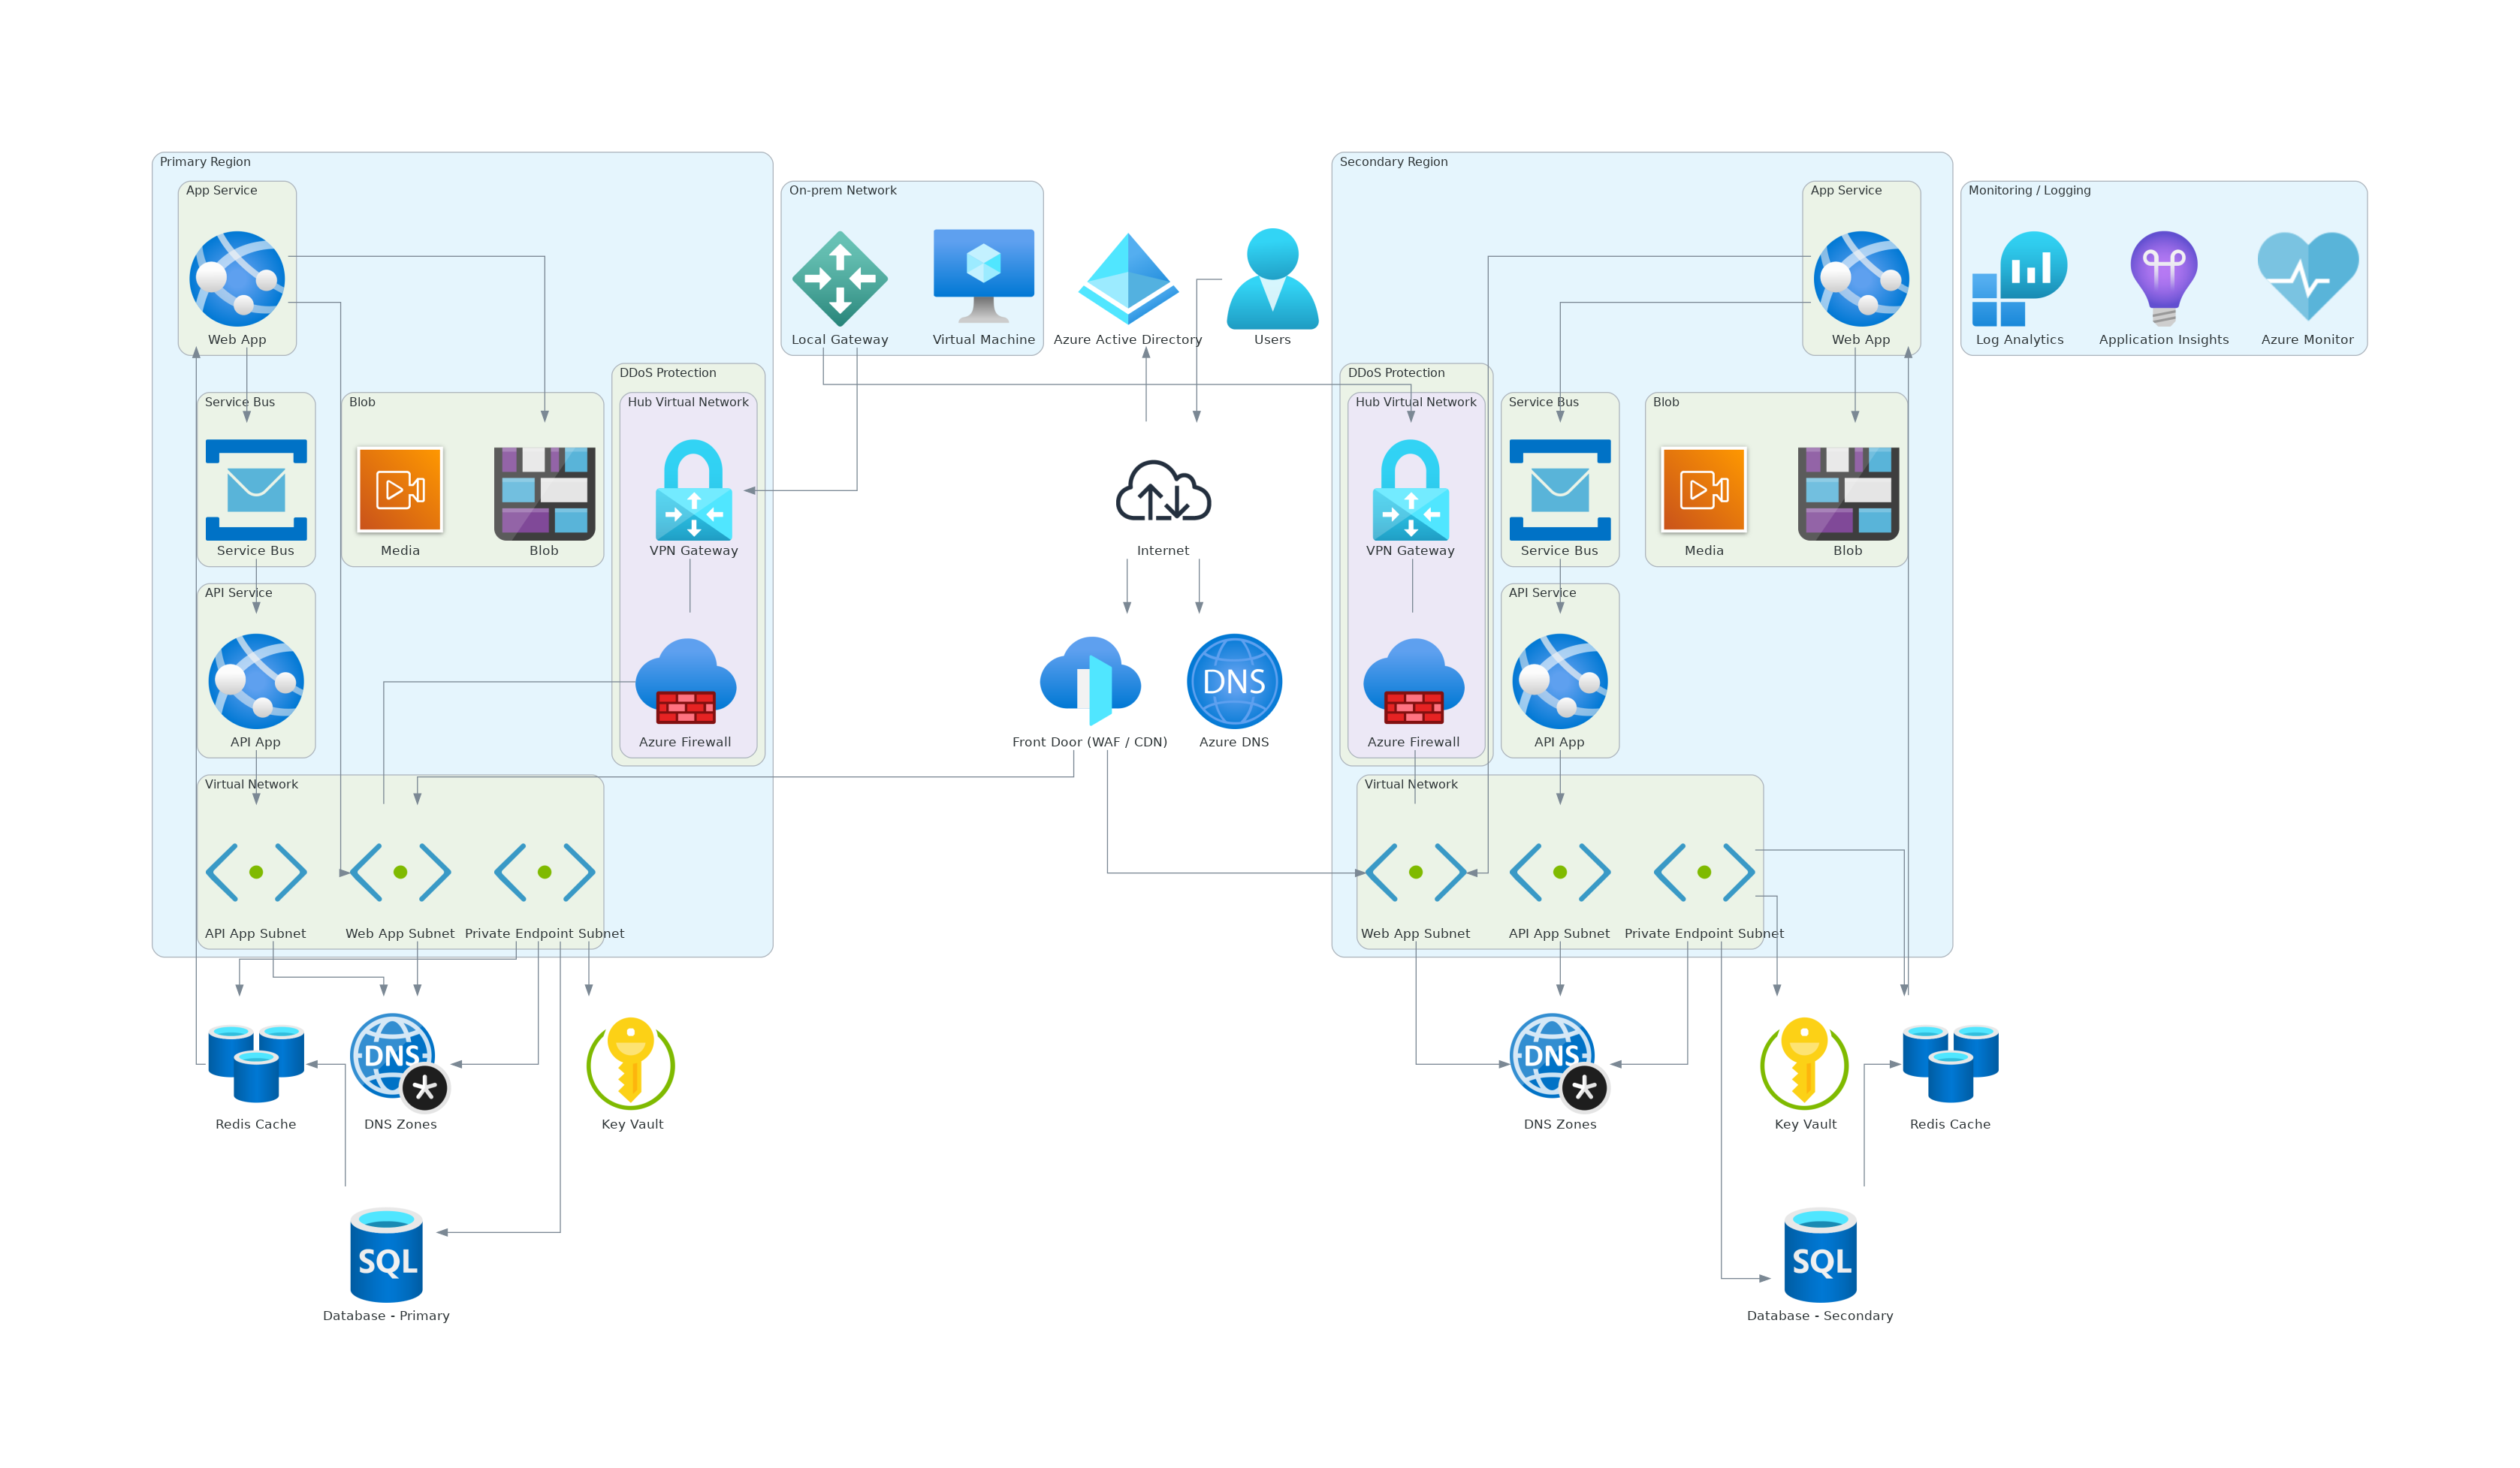 Primary Region
App Service
Web App
Service Bus
Service Bus
Blob
Media
Blob
DDoS Protection
Hub Virtual Network
VPN Gateway
Azure Firewall
API Service
API App
Virtual Network
API App Subnet
Web App Subnet
Private Endpoint Subnet
Redis Cache
DNS
DNS Zones
Key Vault
SQL
Database - Primary
On-prem Network
Local Gateway
Virtual Machine
Azure Active Directory
Users
Internet
Front Door (WAF / CDN)
DNS
Azure DNS
Secondary Region
App Service
Web App
DDoS Protection
Hub Virtual Network
VPN Gateway
Azure Firewall
Service Bus
Service Bus
Blob
Media
Blob
API Service
API App
Virtual Network
Web App Subnet
API App Subnet
Private Endpoint Subnet
DNS
DNS Zones
Key Vault
Redis Cache
SQL
Database - Secondary
Monitoring / Logging
Log Analytics
Application Insights
Azure Monitor